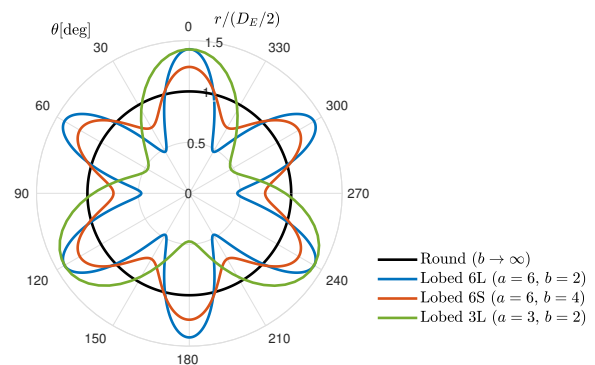 θ[deg]
r/(D_E/2)
0
30
330
1.5
60
300
1
0.5
90
0
270
120
240
150
210
180
Round (b → ∞)
Lobed 6L (a = 6, b = 2)
Lobed 6S (a = 6, b = 4)
Lobed 3L (a = 3, b = 2)